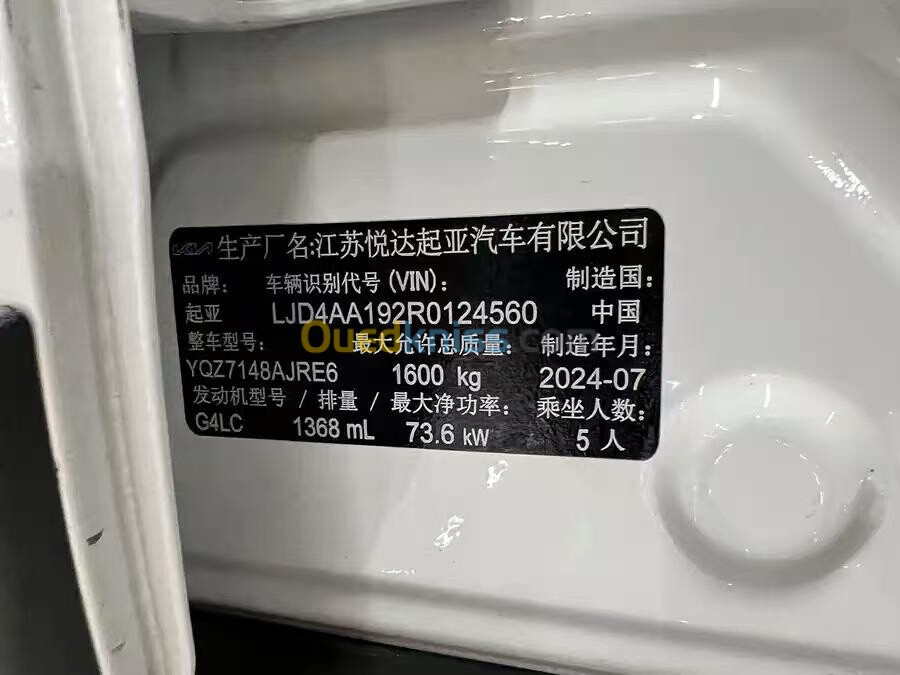 KIA 生产厂名:江苏悦达起亚汽车有限公司
品牌: 车辆识别代号(VIN): 制造国:
起亚 LJD4AA192R0124560 中国
整车型号: 最大允许总质量: 制造年月:
YQZ7148AJRE6 1600 kg 2024-07
发动机型号 / 排量 / 最大净功率: 乘坐人数:
G4LC 1368 mL 73.6 kW 5 人
Ouedkniss.com